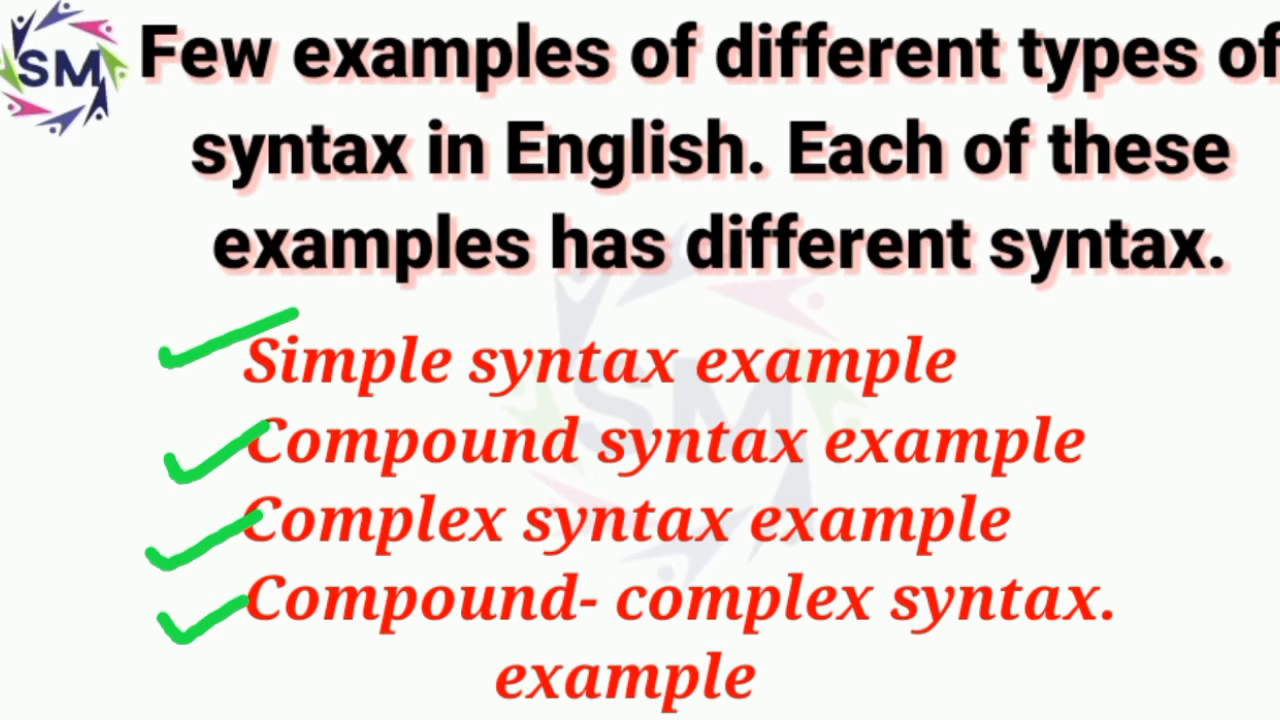 SM
Few examples of different types of
syntax in English. Each of these
examples has different syntax.
SM
Simple syntax example
Compound syntax example
Complex syntax example
Compound- complex syntax.
example